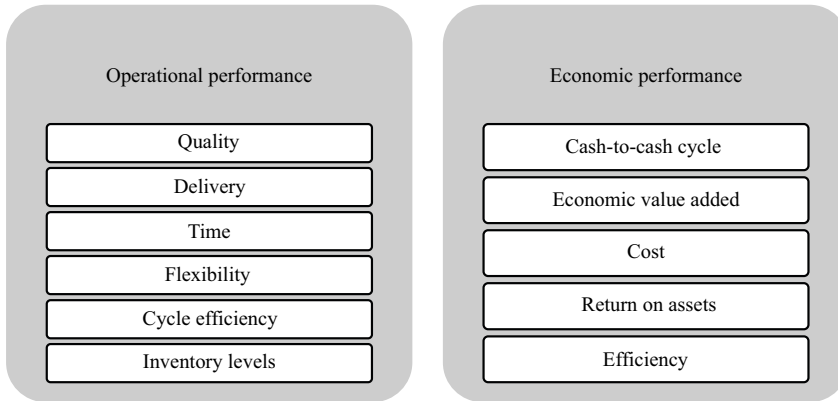 Operational performance
Quality
Delivery
Time
Flexibility
Cycle efficiency
Inventory levels
Economic performance
Cash-to-cash cycle
Economic value added
Cost
Return on assets
Efficiency